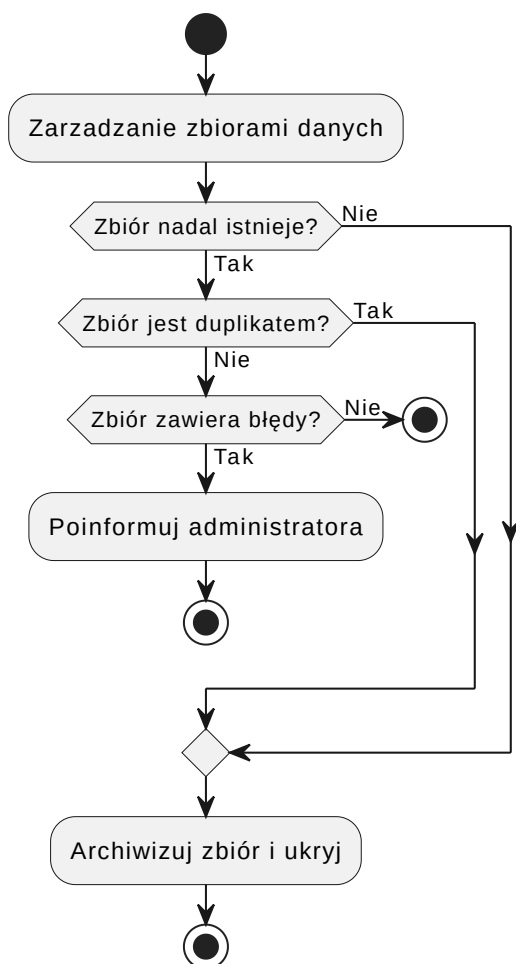 Zarzadzanie zbiorami danych
Zbiór nadal istnieje?
Nie
Tak
Zbiór jest duplikatem?
Tak
Nie
Zbiór zawiera błędy?
Nie
Tak
Poinformuj administratora
Archiwizuj zbiór i ukryj